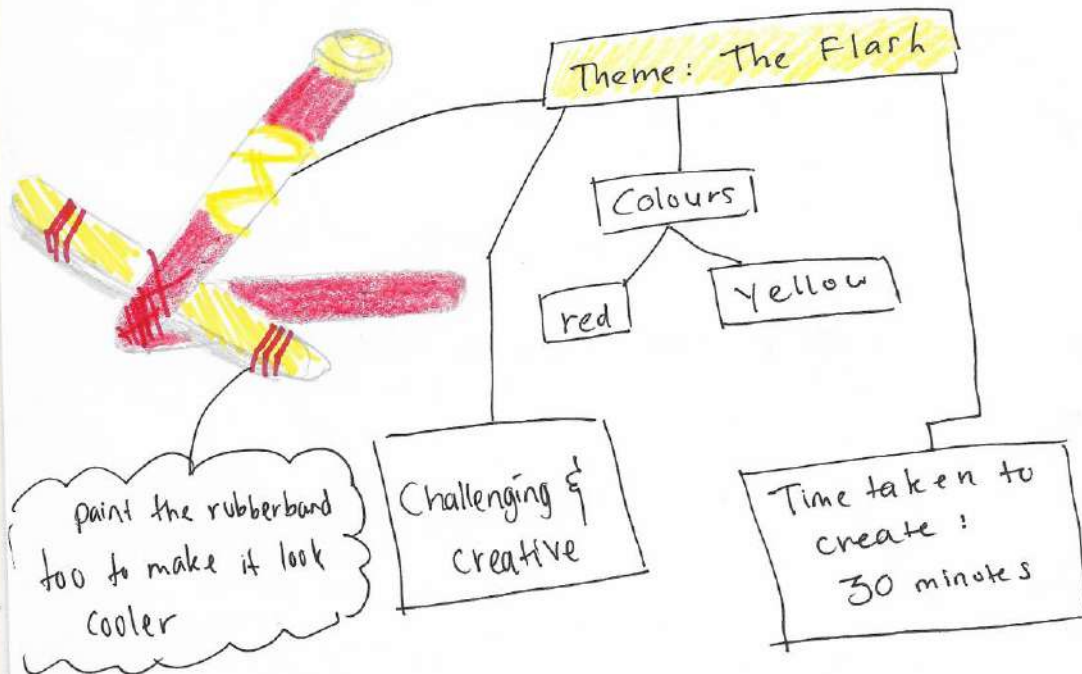 Theme: The Flash
Colours
red
Yellow
paint the rubberband
too to make it look
cooler
Challenging &
creative
Time taken to
create :
30 minutes